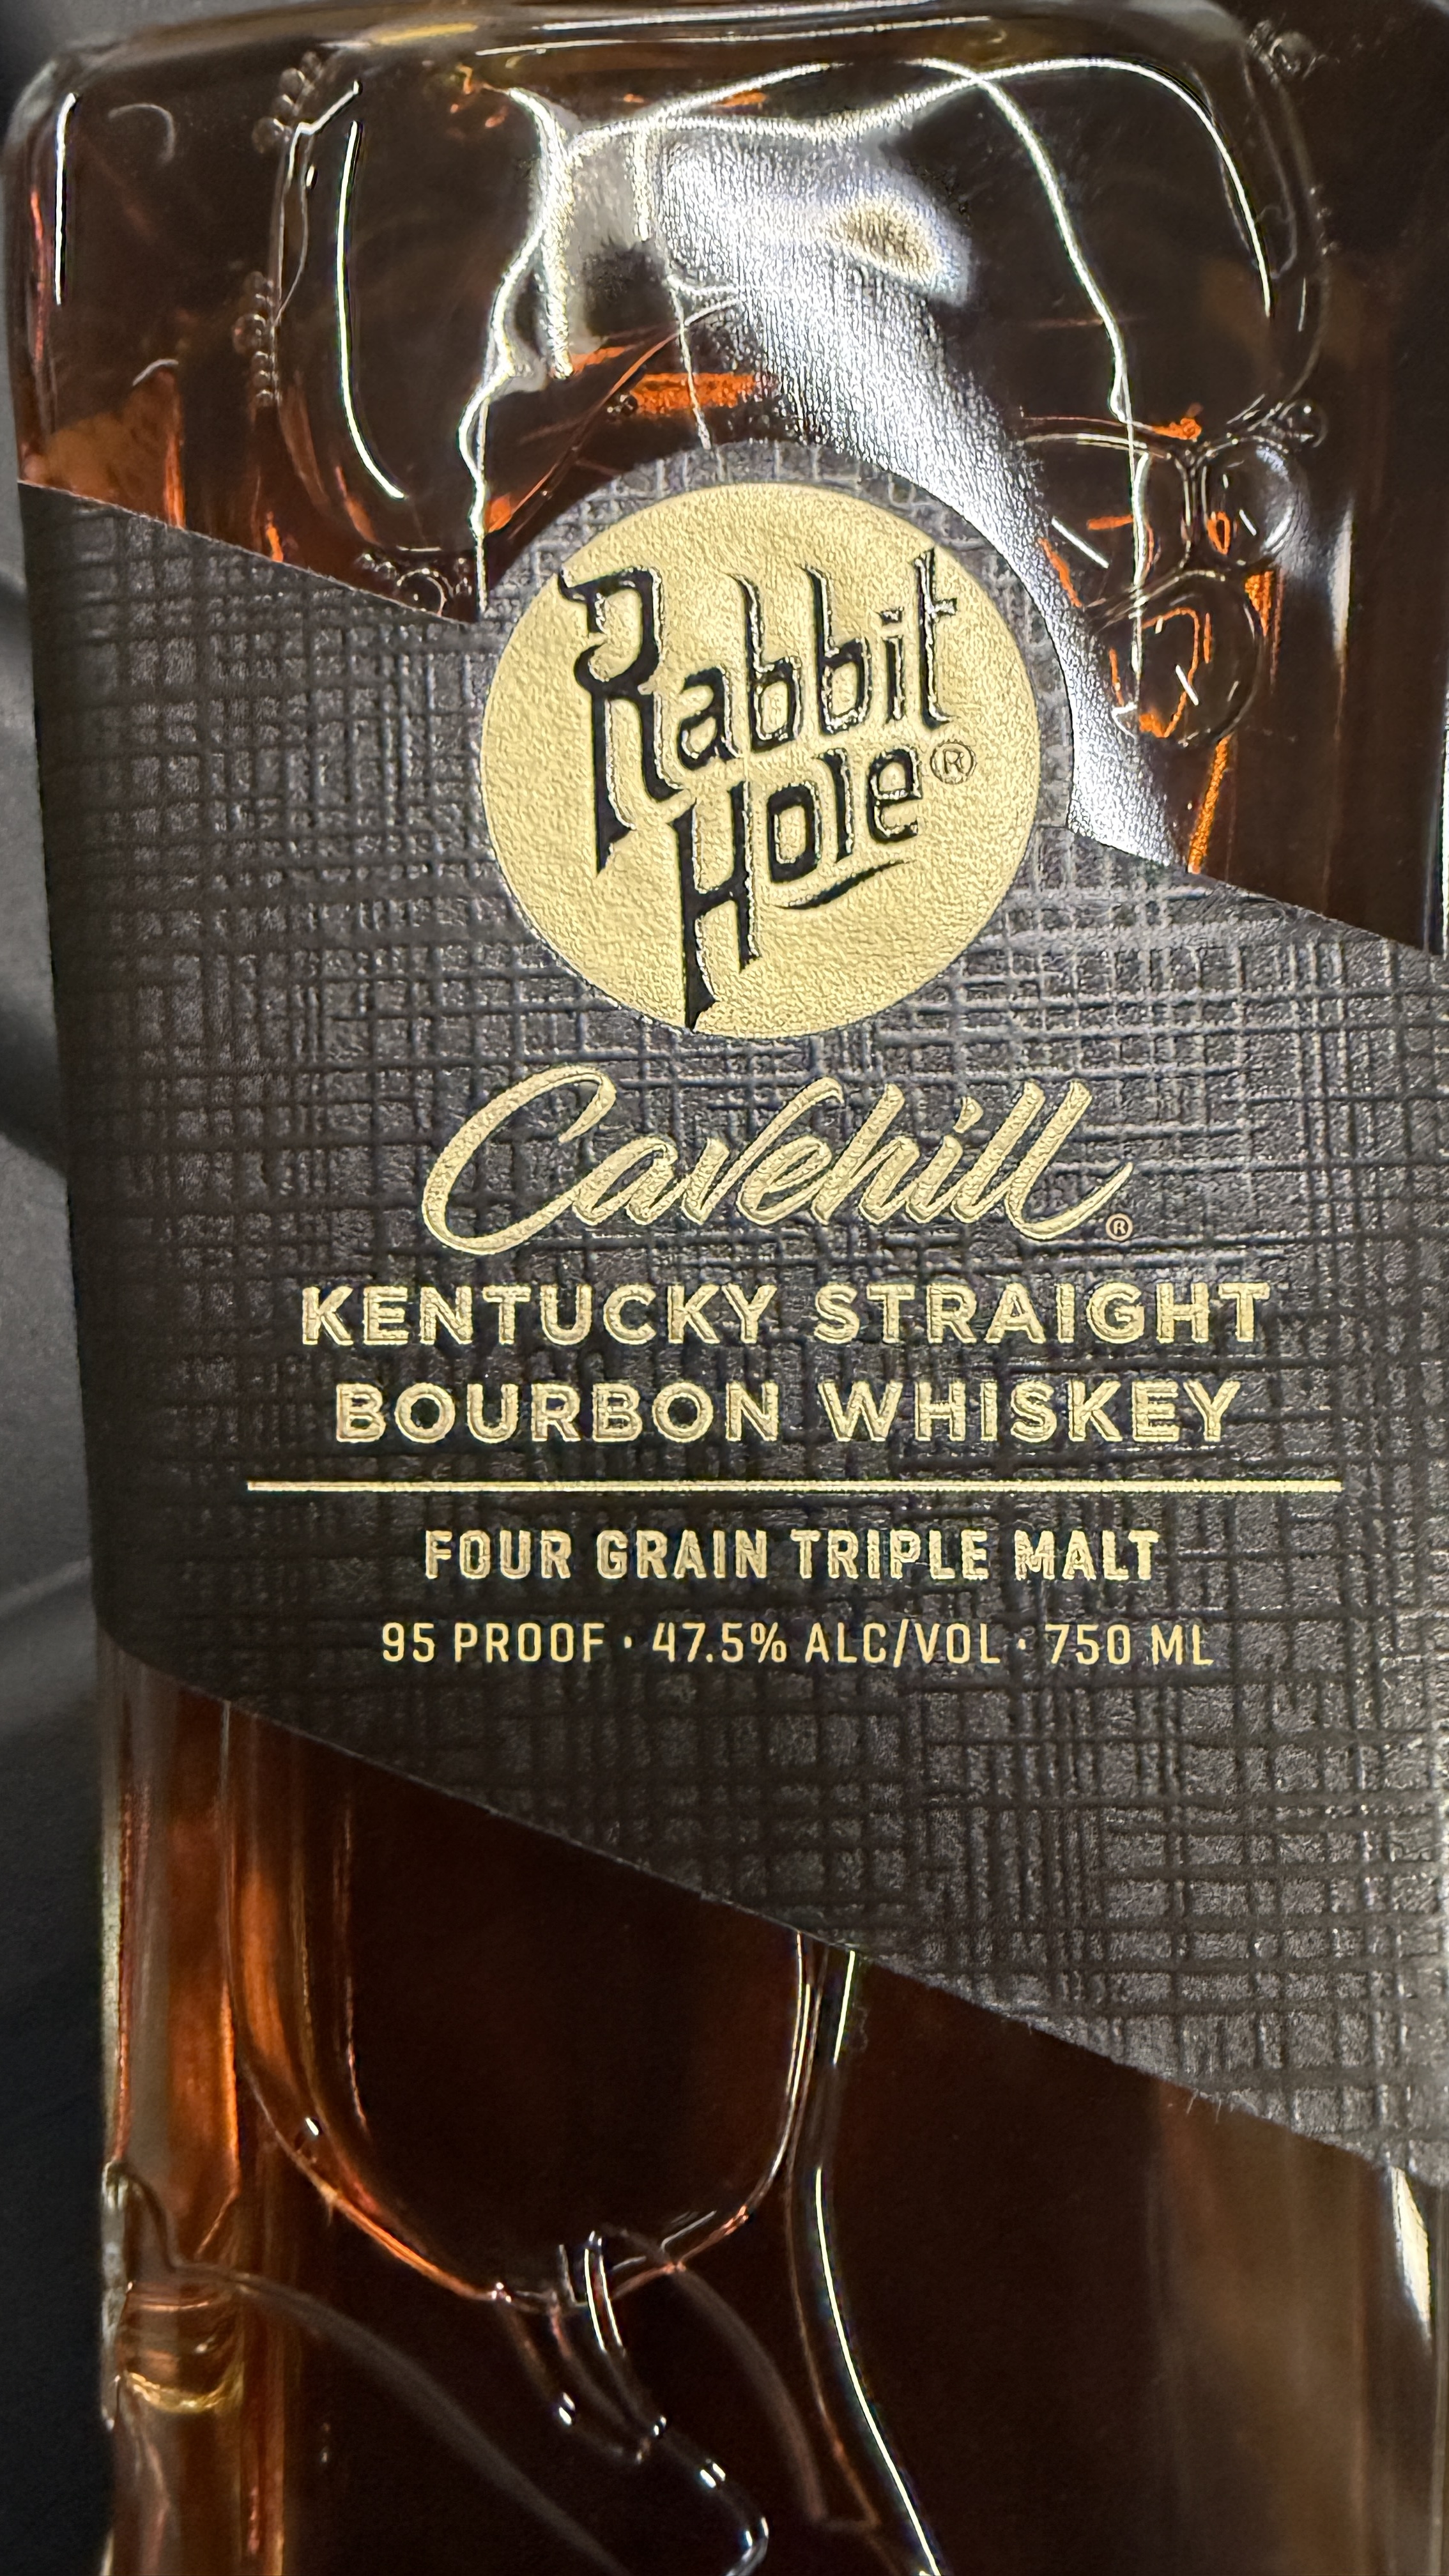 Rabbit
Hole®
Cavehill®
KENTUCKY STRAIGHT
BOURBON WHISKEY
FOUR GRAIN TRIPLE MALT
95 PROOF · 47.5% ALC/VOL · 750 ML